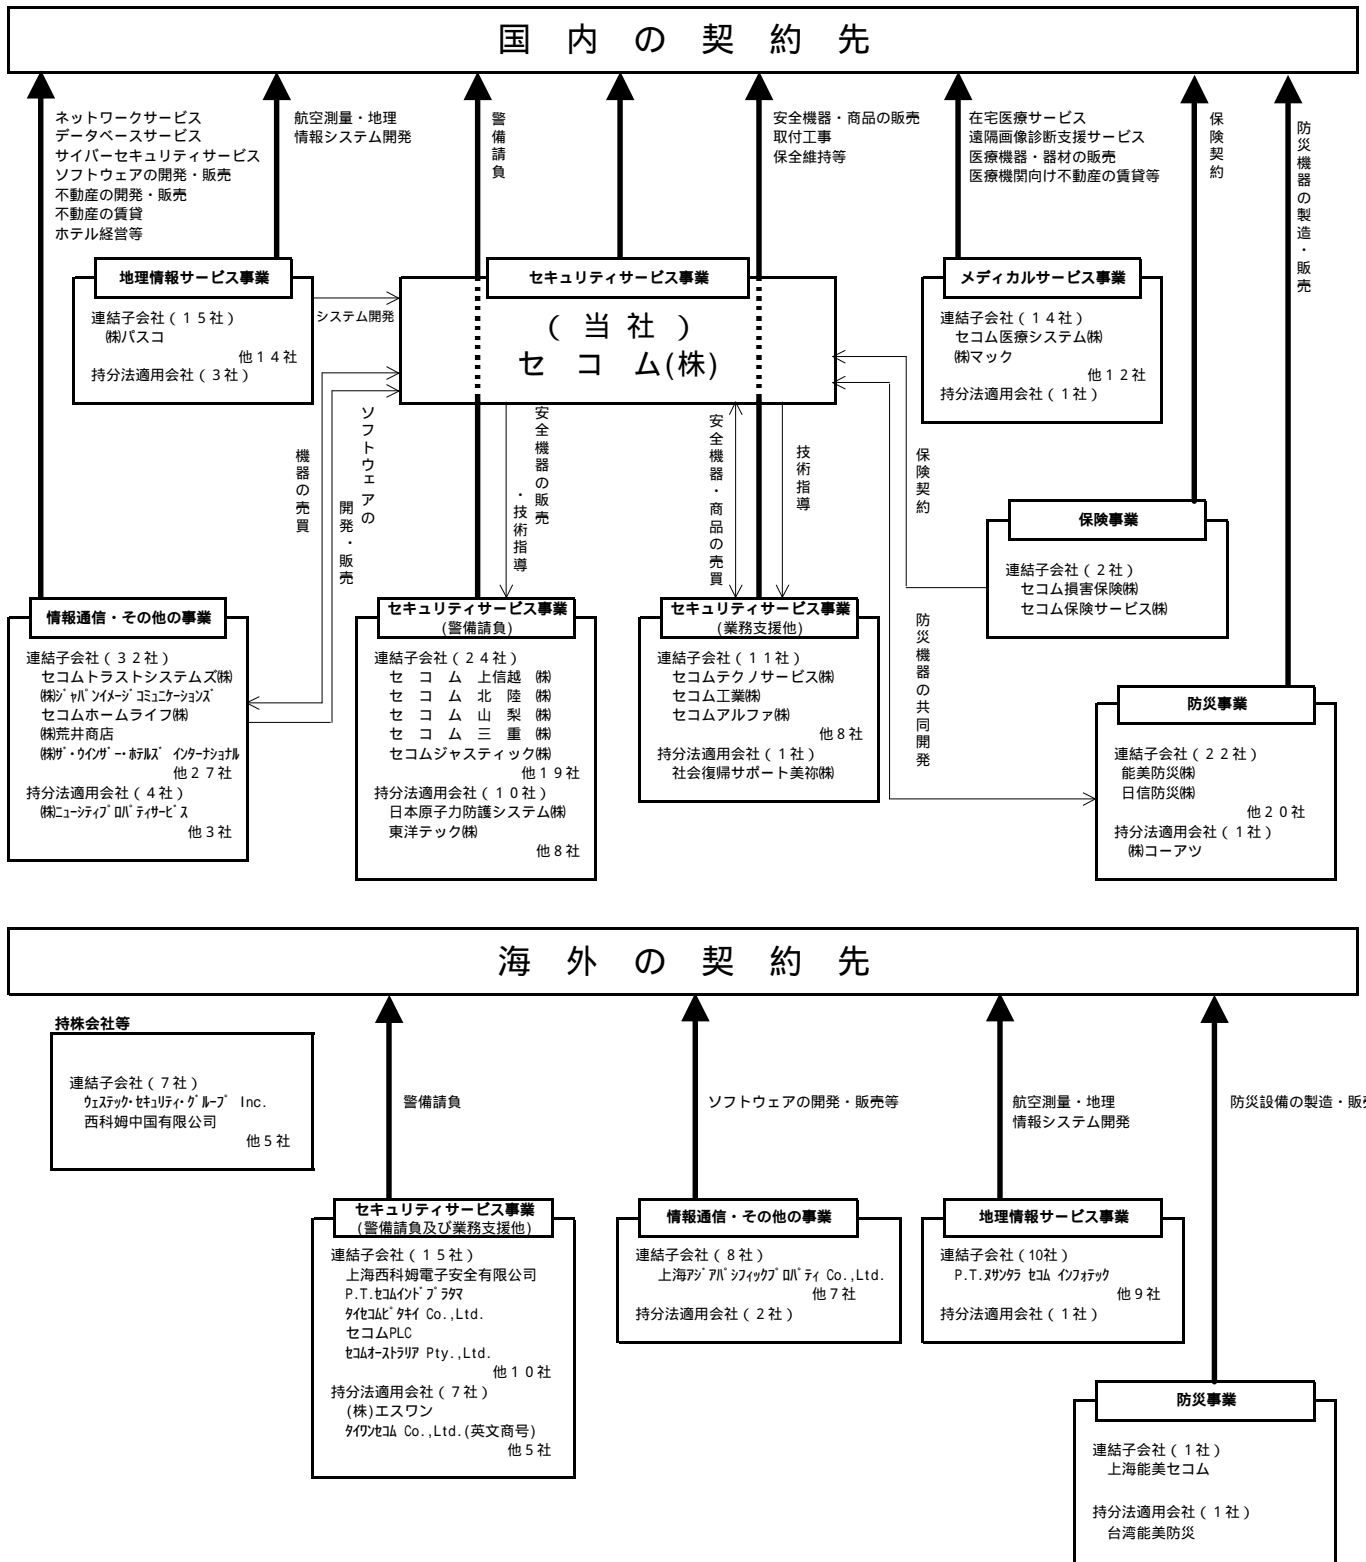 国内の契約先
ネットワークサービス
データベースサービス
サイバーセキュリティサービス
ソフトウェアの開発・販売
不動産の開発・販売
不動産の賃貸
ホテル経営等
航空測量・地理
情報システム開発
警備請負
安全機器・商品の販売
取付工事
保全維持等
在宅医療サービス
遠隔画像診断支援サービス
医療機器・器材の販売
医療機関向け不動産の賃貸等
保険契約
防災機器の製造・販売
地理情報サービス事業
連結子会社(15社)
㈱パスコ
他14社
持分法適用会社(3社)
システム開発
セキュリティサービス事業
(当社)
セコム(株)
メディカルサービス事業
連結子会社(14社)
セコム医療システム㈱
㈱マック
他12社
持分法適用会社(1社)
機器の売買
ソフトウェアの
開発・販売
安全機器の販売
・技術指導
安全機器・商品の売買
技術指導
保険契約
防災機器の共同開発
保険事業
連結子会社(2社)
セコム損害保険㈱
セコム保険サービス㈱
情報通信・その他の事業
連結子会社(32社)
セコムトラストシステムズ㈱
㈱ｼﾞｬﾊﾟﾝｲﾒｰｼﾞｺﾐｭﾆｹｰｼｮﾝｽﾞ
セコムホームライフ㈱
㈱荒井商店
㈱ｻﾞ・ｳｲﾝｻﾞｰ・ﾎﾃﾙｽﾞ ｲﾝﾀｰﾅｼｮﾅﾙ
他27社
持分法適用会社(4社)
㈱ﾆｭｰｼﾃｨﾌﾟﾛﾊﾟﾃｨｻｰﾋﾞｽ
他3社
セキュリティサービス事業
(警備請負)
連結子会社(24社)
セコム上信越㈱
セコム北陸㈱
セコム山梨㈱
セコム三重㈱
セコムジャスティック㈱
他19社
持分法適用会社(10社)
日本原子力防護システム㈱
東洋テック㈱
他8社
セキュリティサービス事業
(業務支援他)
連結子会社(11社)
セコムテクノサービス㈱
セコム工業㈱
セコムアルファ㈱
他8社
持分法適用会社(1社)
社会復帰サポート美祢㈱
防災事業
連結子会社(22社)
能美防災㈱
日信防災㈱
他20社
持分法適用会社(1社)
㈱コーアツ
海外の契約先
持株会社等
連結子会社(7社)
ｳｪｽﾃｯｸ・ｾｷｭﾘﾃｨ・ｸﾞﾙｰﾌﾟ Inc.
西科姆中国有限公司
他5社
警備請負
ソフトウェアの開発・販売等
航空測量・地理
情報システム開発
防災設備の製造・販売
セキュリティサービス事業
(警備請負及び業務支援他)
連結子会社(15社)
上海西科姆電子安全有限公司
P.T.ｾｺﾑｲﾝﾄﾞﾌﾟﾗﾀﾏ
ﾀｲｾｺﾑﾋﾟﾀｷｲ Co.,Ltd.
セコムPLC
ｾｺﾑｵｰｽﾄﾗﾘｱ Pty.,Ltd.
他10社
持分法適用会社(7社)
(株)エスワン
ﾀｲﾜﾝｾｺﾑ Co.,Ltd.(英文商号)
他5社
情報通信・その他の事業
連結子会社(8社)
上海ｱｼﾞｱﾊﾟｼﾌｨｯｸﾌﾟﾛﾊﾟﾃｨ Co.,Ltd.
他7社
持分法適用会社(2社)
地理情報サービス事業
連結子会社(10社)
P.T.ﾇｻﾝﾀﾗ ｾｺﾑ ｲﾝﾌｫﾃｯｸ
他9社
持分法適用会社(1社)
防災事業
連結子会社(1社)
上海能美セコム
持分法適用会社(1社)
台湾能美防災